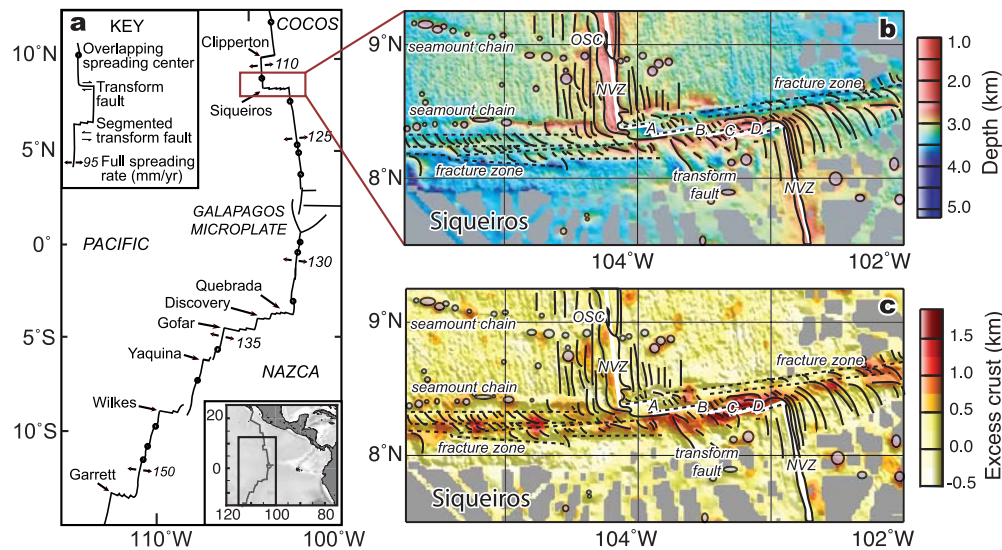 a
KEY
Overlapping
spreading center
Transform
fault
Segmented
transform fault
95 Full spreading
rate (mm/yr)
10°N
5°N
0°
5°S
10°S
110°W
100°W
COCOS
PACIFIC
Clipperton
110
Siqueiros
125
GALAPAGOS
MICROPLATE
130
Quebrada
Discovery
Gofar
135
Yaquina
NAZCA
Wilkes
150
Garrett
20
0
120
100
80
b
9°N
8°N
seamount chain
OSC
NVZ
fracture zone
seamount chain
A
B
C
D
fracture zone
transform
fault
NVZ
Siqueiros
104°W
102°W
1.0
2.0
3.0
4.0
5.0
Depth (km)
c
9°N
8°N
seamount chain
OSC
NVZ
fracture zone
seamount chain
A
B
C
D
fracture zone
transform
fault
NVZ
Siqueiros
104°W
102°W
1.5
1.0
0.5
0.0
-0.5
Excess crust (km)